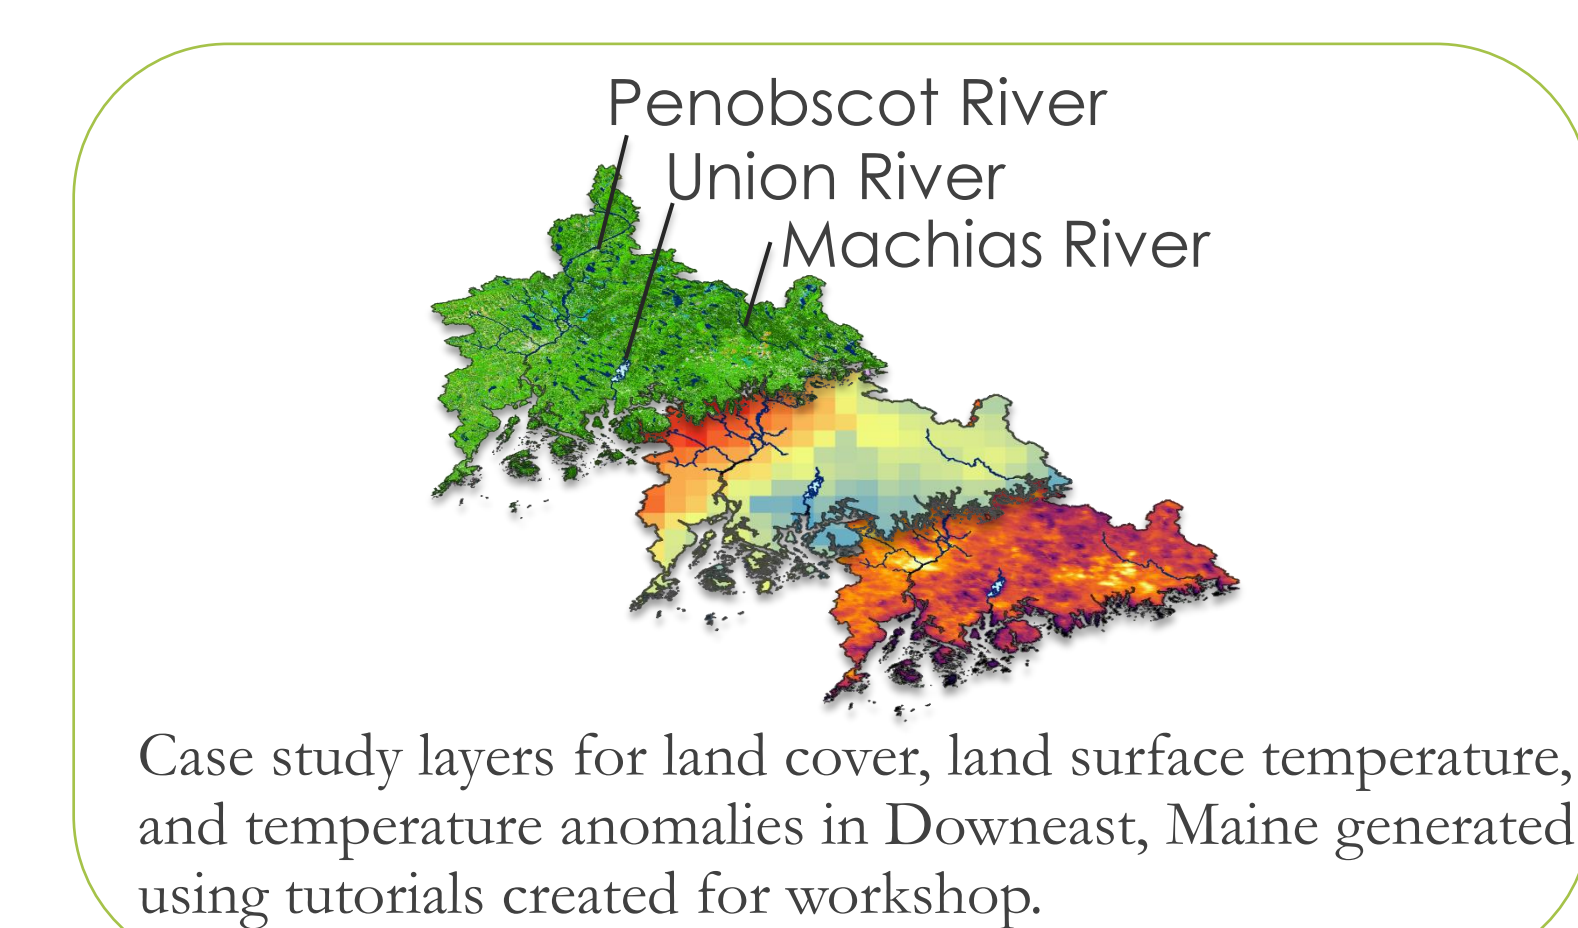 Penobscot River
Union River
Machias River
Case study layers for land cover, land surface temperature,
and temperature anomalies in Downeast, Maine generated
using tutorials created for workshop.